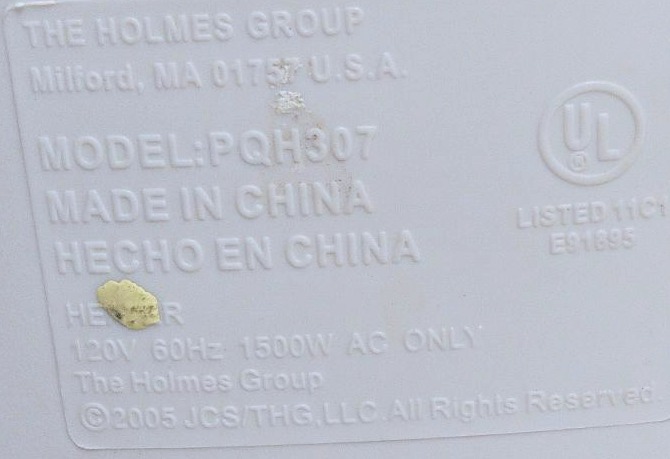 THE HOLMES GROUP
Milford, MA 01757 U.S.A.
MODEL:PQH307
MADE IN CHINA
HECHO EN CHINA
UL
®
LISTED 11C1
E91895
120V 60Hz 1500W AC ONLY
The Holmes Group
©2005 JCS/THG,LLC.All Rights Reserved.